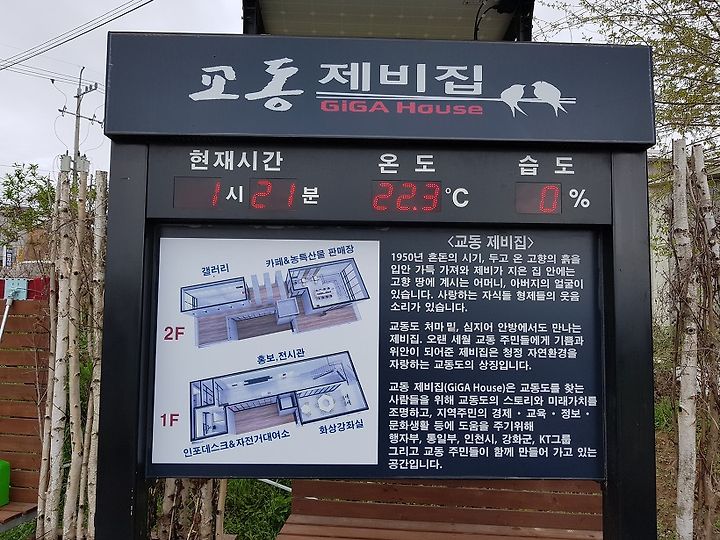 교동 제비집
GiGA House
현재시간 온도 습도
1 시 21 분 22.3 °C 0 %
갤러리
카페&농특산물 판매장
2F
홍보,전시관
1F
인포데스크&자전거대여소
화상강좌실
<교동 제비집>
1950년 혼돈의 시기, 두고 온 고향의 흙을
입안 가득 가져와 제비가 지은 집 안에는
고향 땅에 계시는 어머니, 아버지의 얼굴이
있습니다. 사랑하는 자식들 형제들의 웃음
소리가 있습니다.
교동도 처마 밑, 심지어 안방에서도 만나는
제비집. 오랜 세월 교동 주민들에게 기쁨과
위안이 되어준 제비집은 청정 자연환경을
자랑하는 교동도의 상징입니다.
교동 제비집(GiGA House)은 교동도를 찾는
사람들을 위해 교동도의 스토리와 미래가치를
조명하고, 지역주민의 경제·교육·정보·
문화생활 등에 도움을 주기위해
행자부, 통일부, 인천시, 강화군, KT그룹
그리고 교동 주민들이 함께 만들어 가고 있는
공간입니다.